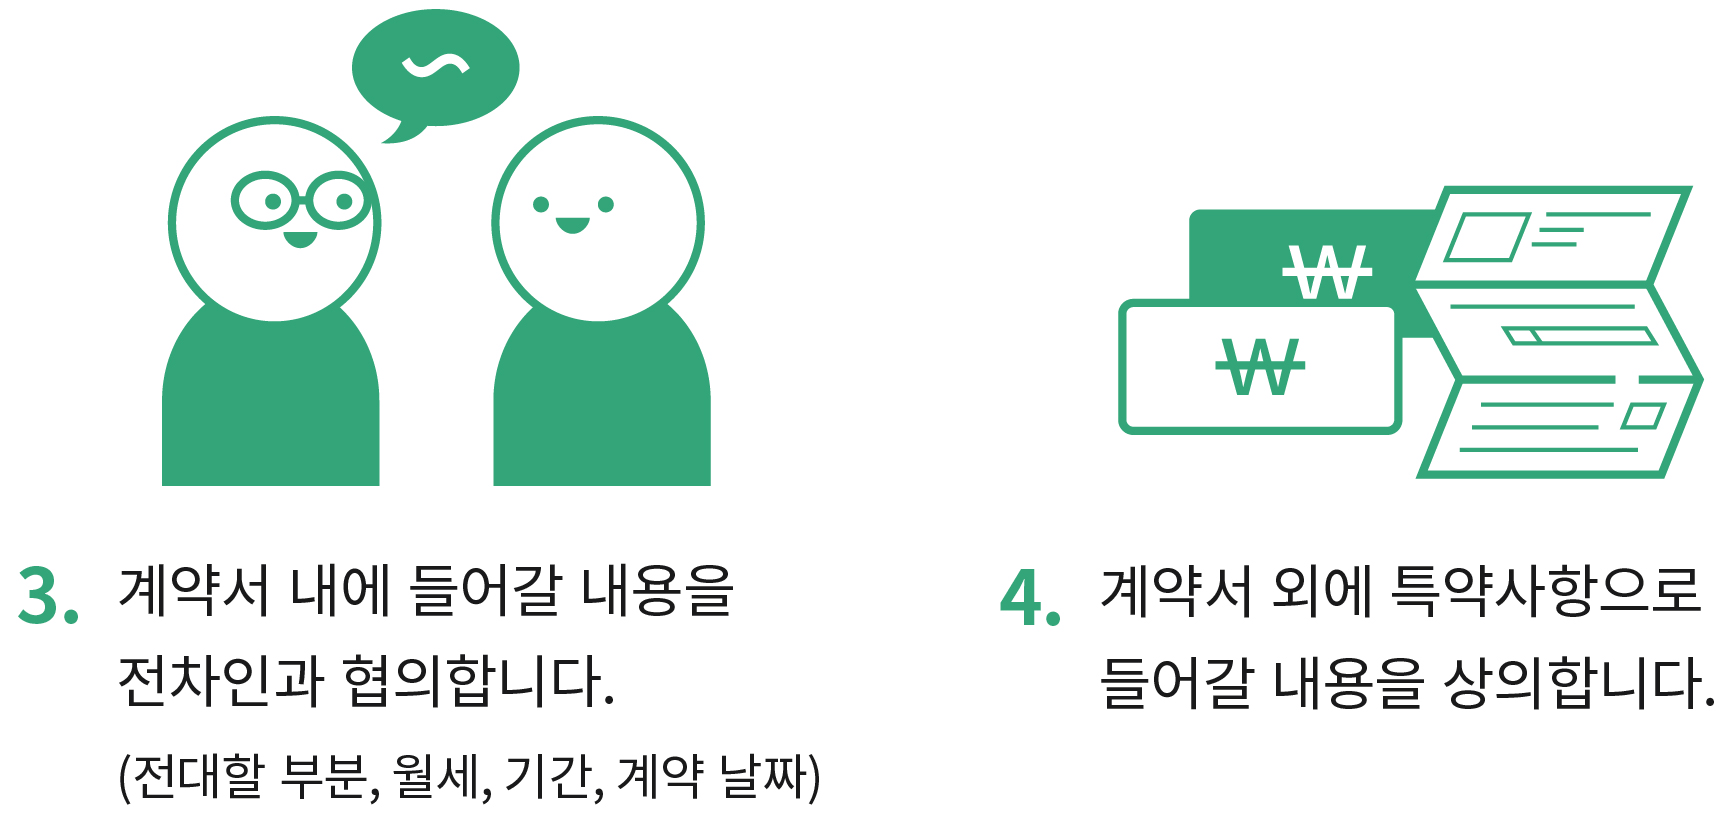 ₩
₩
3. 계약서 내에 들어갈 내용을
전차인과 협의합니다.
(전대할 부분, 월세, 기간, 계약 날짜)
4. 계약서 외에 특약사항으로
들어갈 내용을 상의합니다.